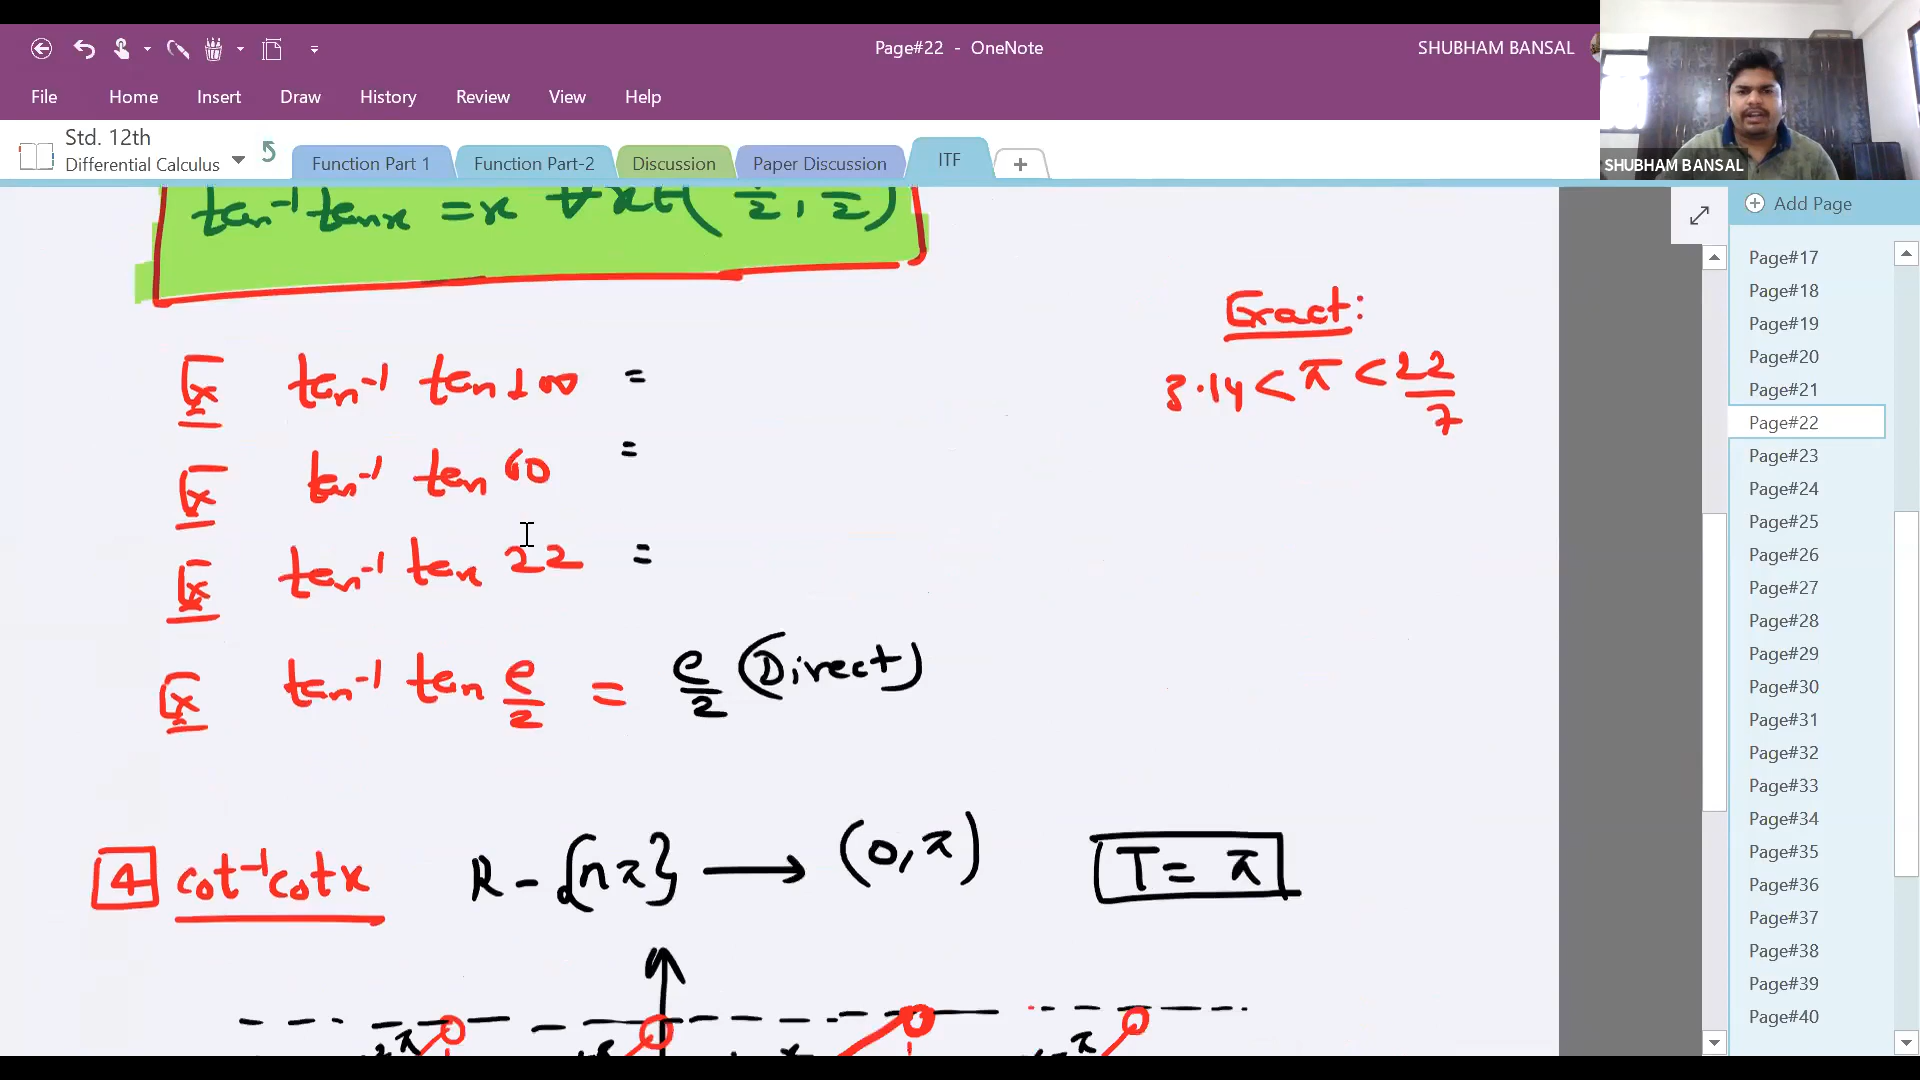 Page#22 - OneNote
SHUBHAM BANSAL
File Home Insert Draw History Review View Help
Std. 12th
Differential Calculus
Function Part 1
Function Part-2
Discussion
Paper Discussion
ITF
SHUBHAM BANSAL
Add Page
Page#17
Page#18
Page#19
Page#20
Page#21
Page#22
Page#23
Page#24
Page#25
Page#26
Page#27
Page#28
Page#29
Page#30
Page#31
Page#32
Page#33
Page#34
Page#35
Page#36
Page#37
Page#38
Page#39
Page#40
tan⁻¹ tan x = x ∀ x ∈ ( /2, /2)
Exact:
3.14 < π < 22/7
Ex tan⁻¹ tan 100 =
Ex tan⁻¹ tan 60 =
Ex tan⁻¹ tan 22 =
Ex tan⁻¹ tan e/2 = e/2 (Direct)
4 cot⁻¹cotx R - {nπ} → (0, π) T = π